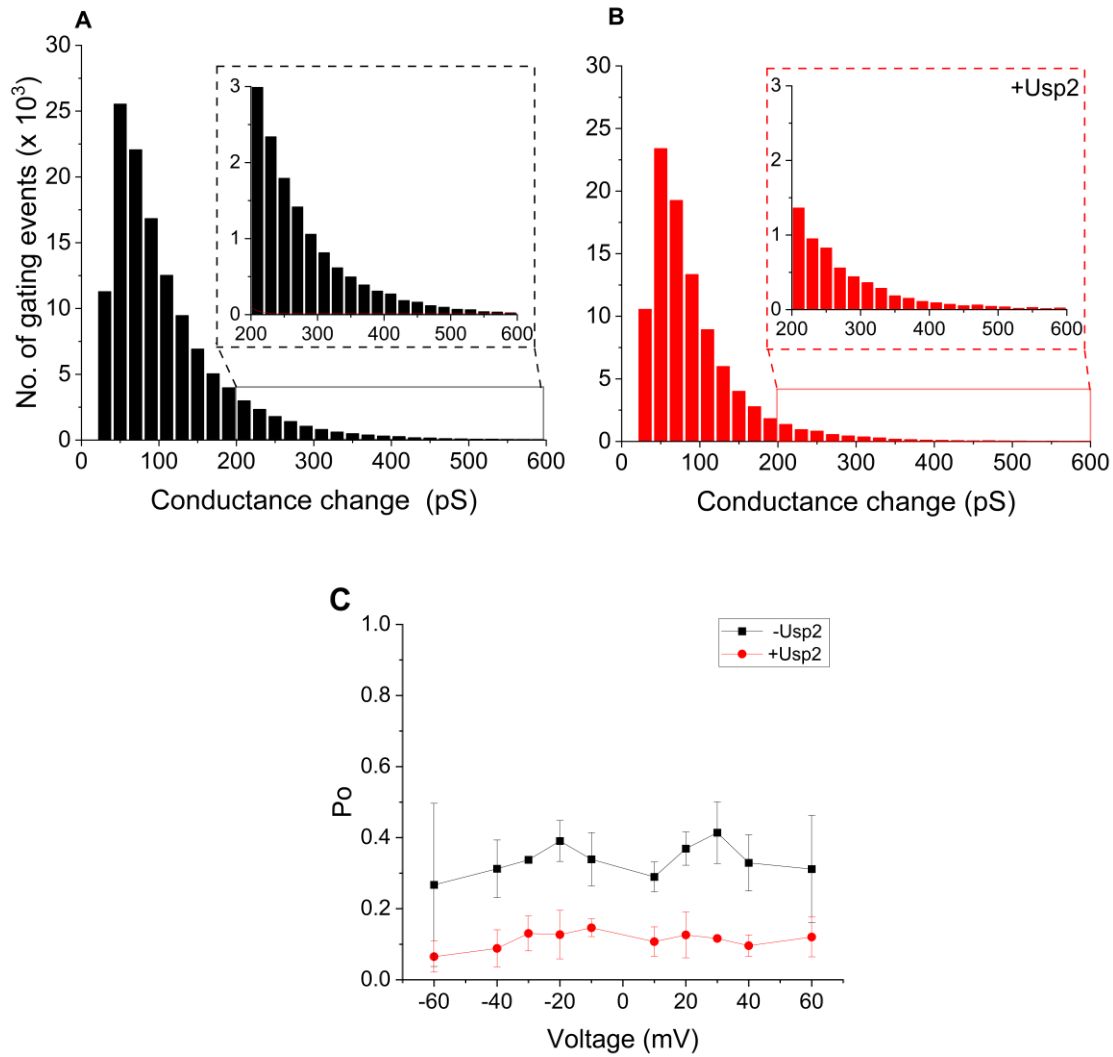 A
No. of gating events (x 10³)
30
25
20
15
10
5
0
3
2
1
0
200 300 400 500 600
0 100 200 300 400 500 600
Conductance change (pS)
B
+Usp2
30
25
20
15
10
5
0
3
2
1
0
200 300 400 500 600
0 100 200 300 400 500 600
Conductance change (pS)
C
-Usp2
+Usp2
Po
1.0
0.8
0.6
0.4
0.2
0.0
-60 -40 -20 0 20 40 60
Voltage (mV)